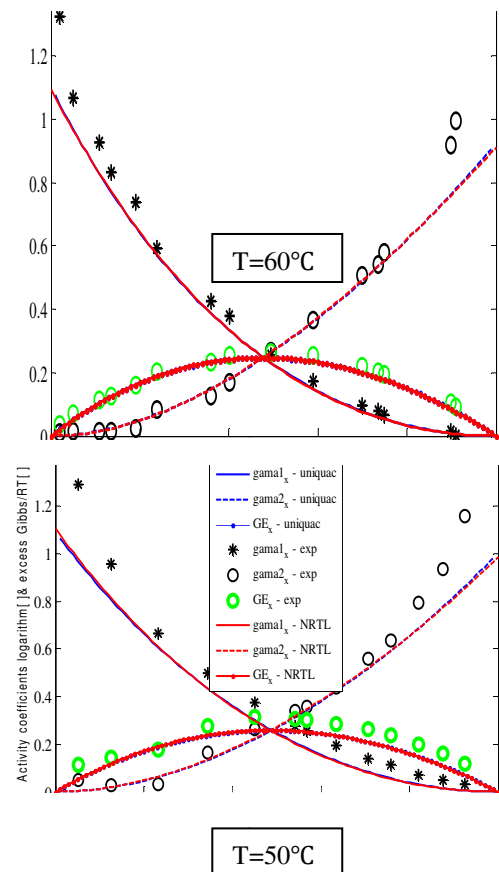 1.2
1
0.8
0.6
0.4
0.2
0
T=60°C
Activity coefficients logarithm[]& excess Gibbs/RT[]
1.2
1
0.8
0.6
0.4
0.2
0
gama1x - uniquac
gama2x - uniquac
GEx - uniquac
gama1x - exp
gama2x - exp
GEx - exp
gama1x - NRTL
gama2x - NRTL
GEx - NRTL
T=50°C